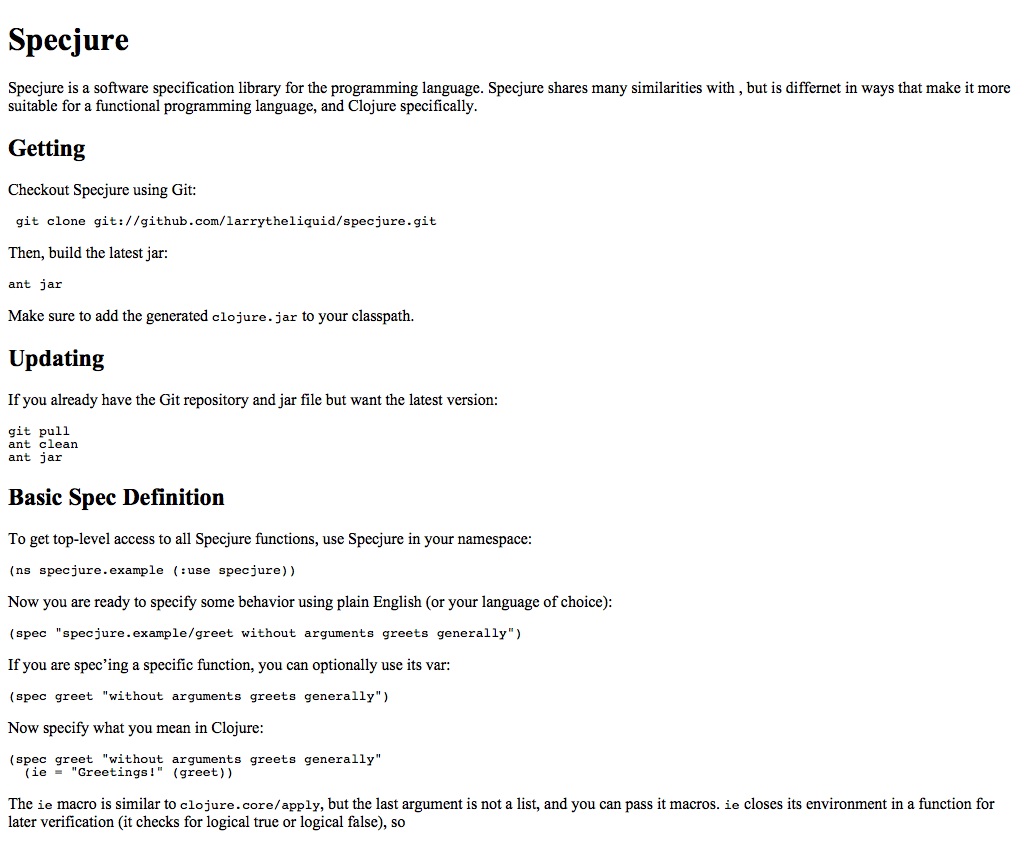 Specjure
Specjure is a software specification library for the programming language. Specjure shares many similarities with , but is differnet in ways that make it more
suitable for a functional programming language, and Clojure specifically.
Getting
Checkout Specjure using Git:
git clone git://github.com/larrytheliquid/specjure.git
Then, build the latest jar:
ant jar
Make sure to add the generated clojure.jar to your classpath.
Updating
If you already have the Git repository and jar file but want the latest version:
git pull
ant clean
ant jar
Basic Spec Definition
To get top-level access to all Specjure functions, use Specjure in your namespace:
(ns specjure.example (:use specjure))
Now you are ready to specify some behavior using plain English (or your language of choice):
(spec "specjure.example/greet without arguments greets generally")
If you are spec’ing a specific function, you can optionally use its var:
(spec greet "without arguments greets generally")
Now specify what you mean in Clojure:
(spec greet "without arguments greets generally"
  (ie = "Greetings!" (greet))
The ie macro is similar to clojure.core/apply, but the last argument is not a list, and you can pass it macros. ie closes its environment in a function for
later verification (it checks for logical true or logical false), so